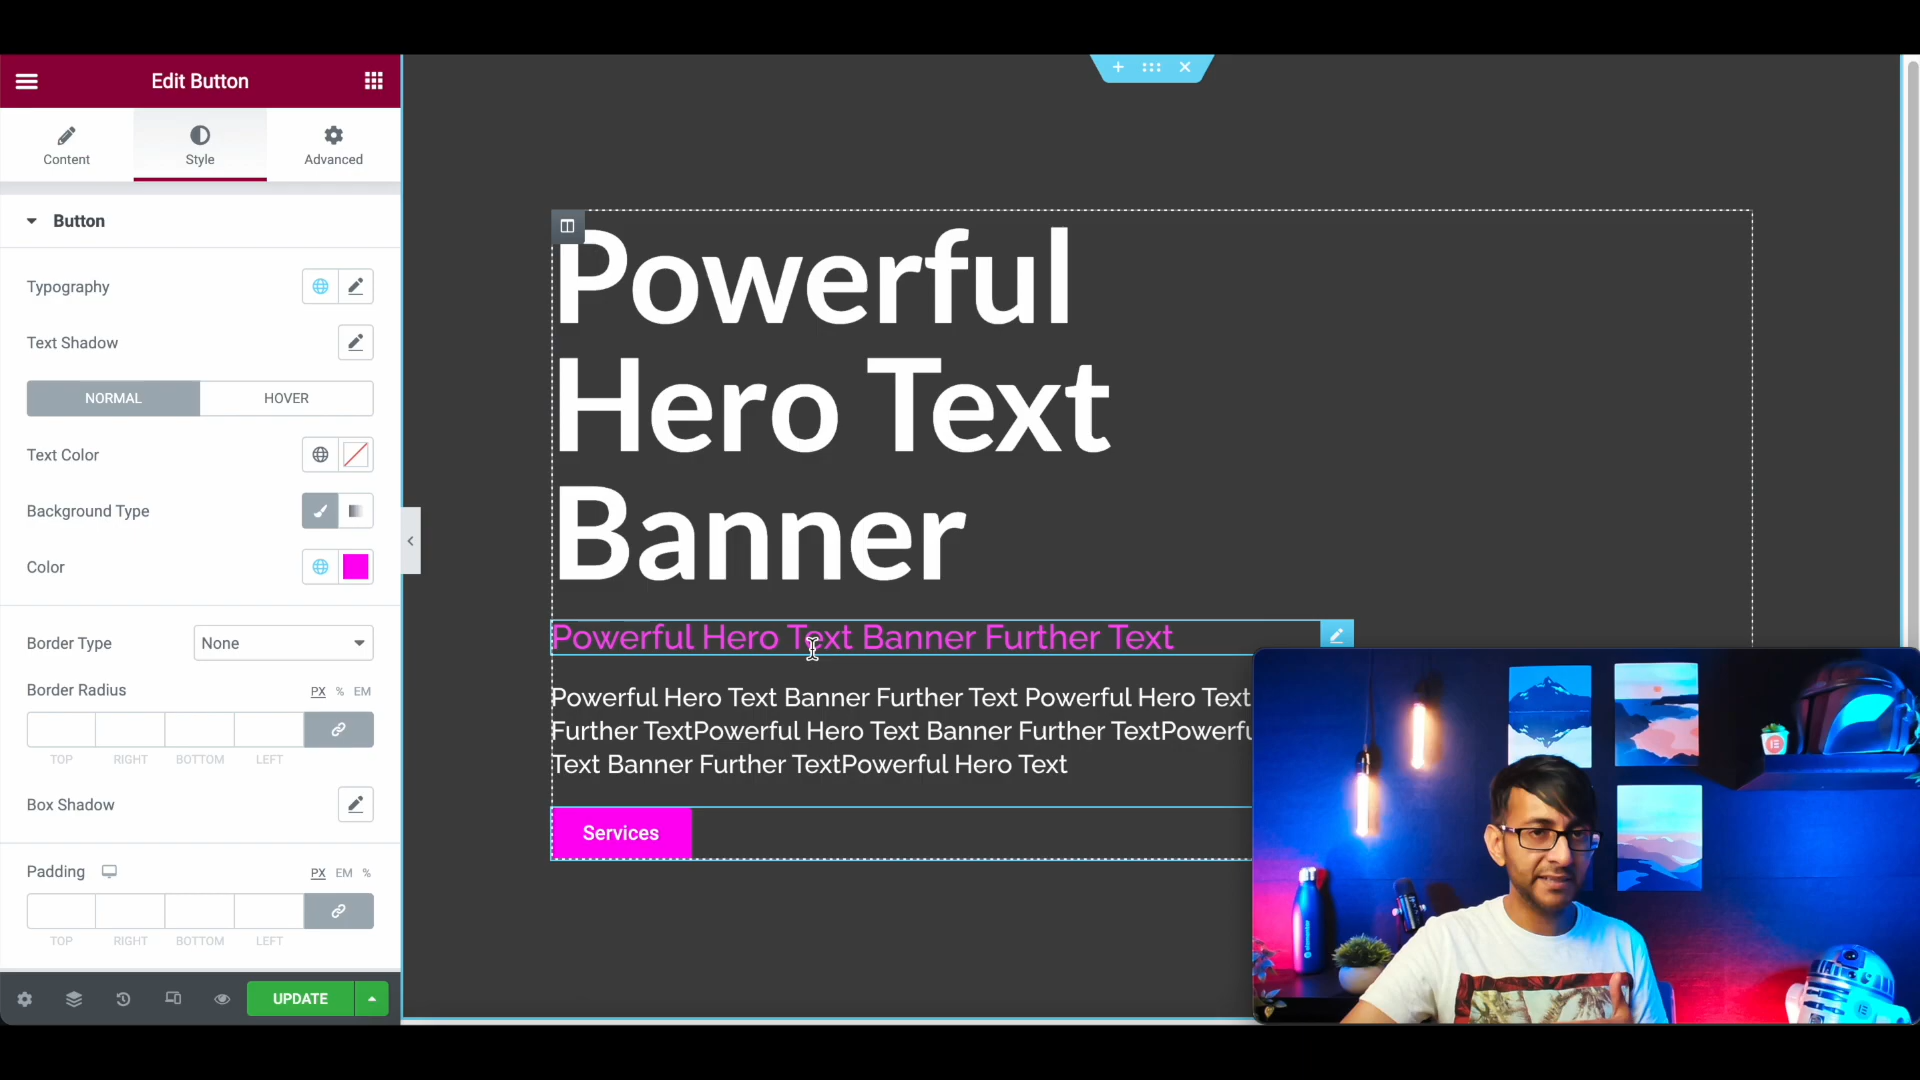 Edit Button
Content
Style
Advanced
Button
Typography
Text Shadow
NORMAL
HOVER
Text Color
Background Type
Color
Border Type
None
Border Radius
PX % EM
TOP RIGHT BOTTOM LEFT
Box Shadow
Padding
PX EM %
TOP RIGHT BOTTOM LEFT
UPDATE
Powerful
Hero Text
Banner
Powerful Hero Text Banner Further Text
Powerful Hero Text Banner Further Text Powerful Hero Text
Further TextPowerful Hero Text Banner Further TextPowerfu
Text Banner Further TextPowerful Hero Text
Services
elementor